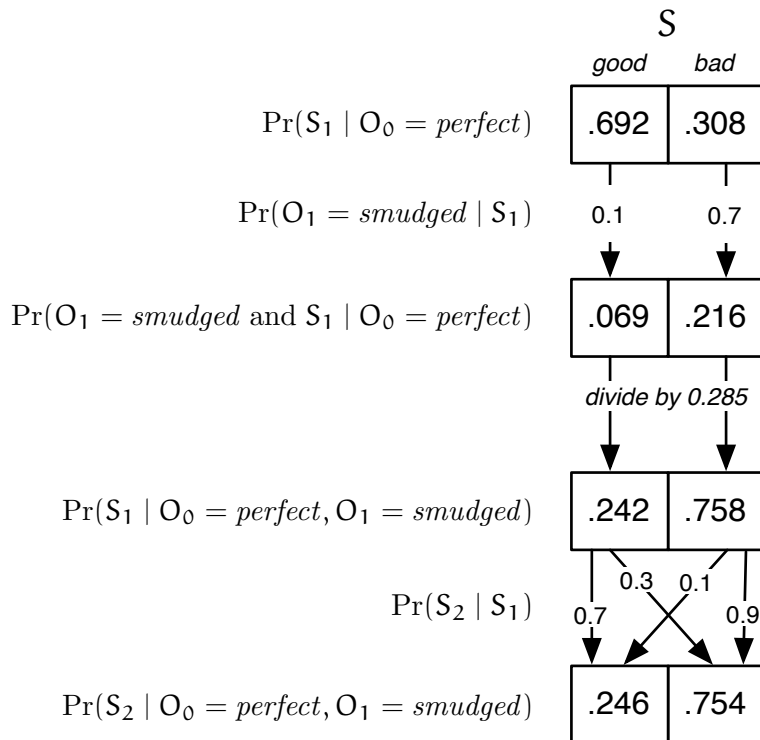 S
good bad
Pr(S₁ | O₀ = perfect) .692 .308
Pr(O₁ = smudged | S₁) 0.1 0.7
Pr(O₁ = smudged and S₁ | O₀ = perfect) .069 .216
divide by 0.285
Pr(S₁ | O₀ = perfect, O₁ = smudged) .242 .758
0.3 0.1
Pr(S₂ | S₁) 0.7 0.9
Pr(S₂ | O₀ = perfect, O₁ = smudged) .246 .754